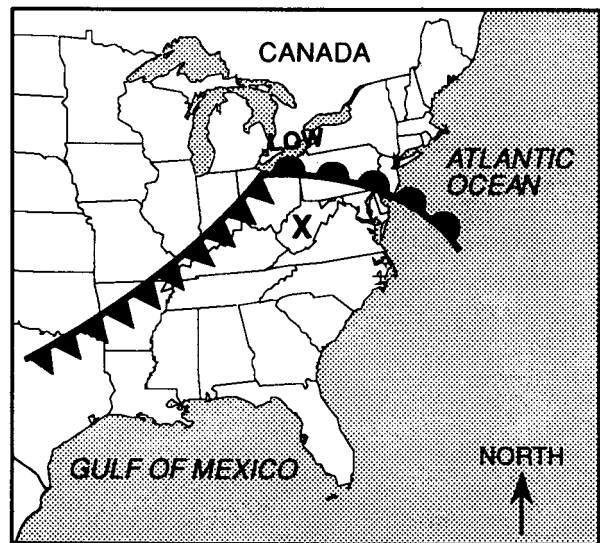 CANADA
LOW
ATLANTIC
OCEAN
X
GULF OF MEXICO
NORTH